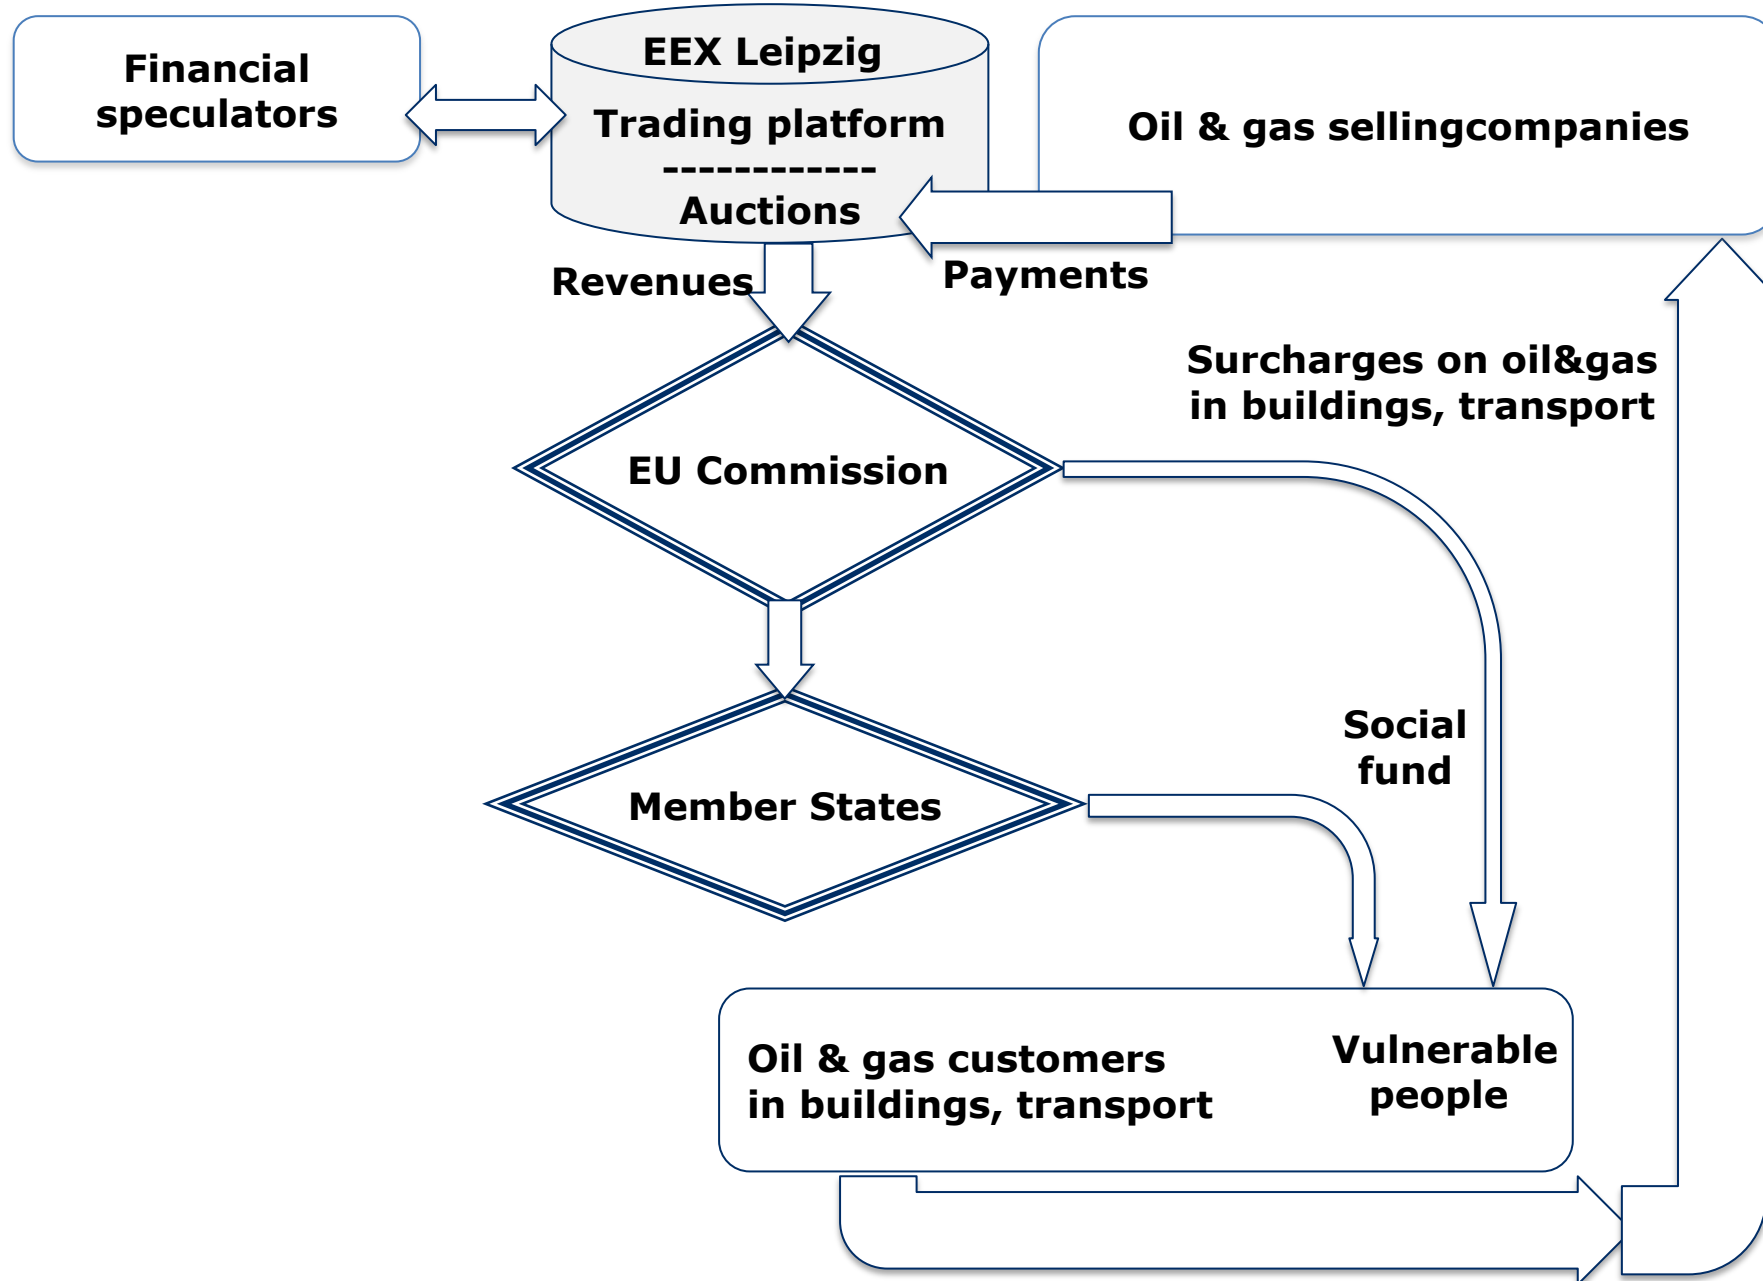 Financial
speculators
EEX Leipzig
Trading platform
------------
Auctions
Oil & gas sellingcompanies
Revenues
Payments
Surcharges on oil&gas
in buildings, transport
EU Commission
Social
fund
Member States
Oil & gas customers
in buildings, transport
Vulnerable
people